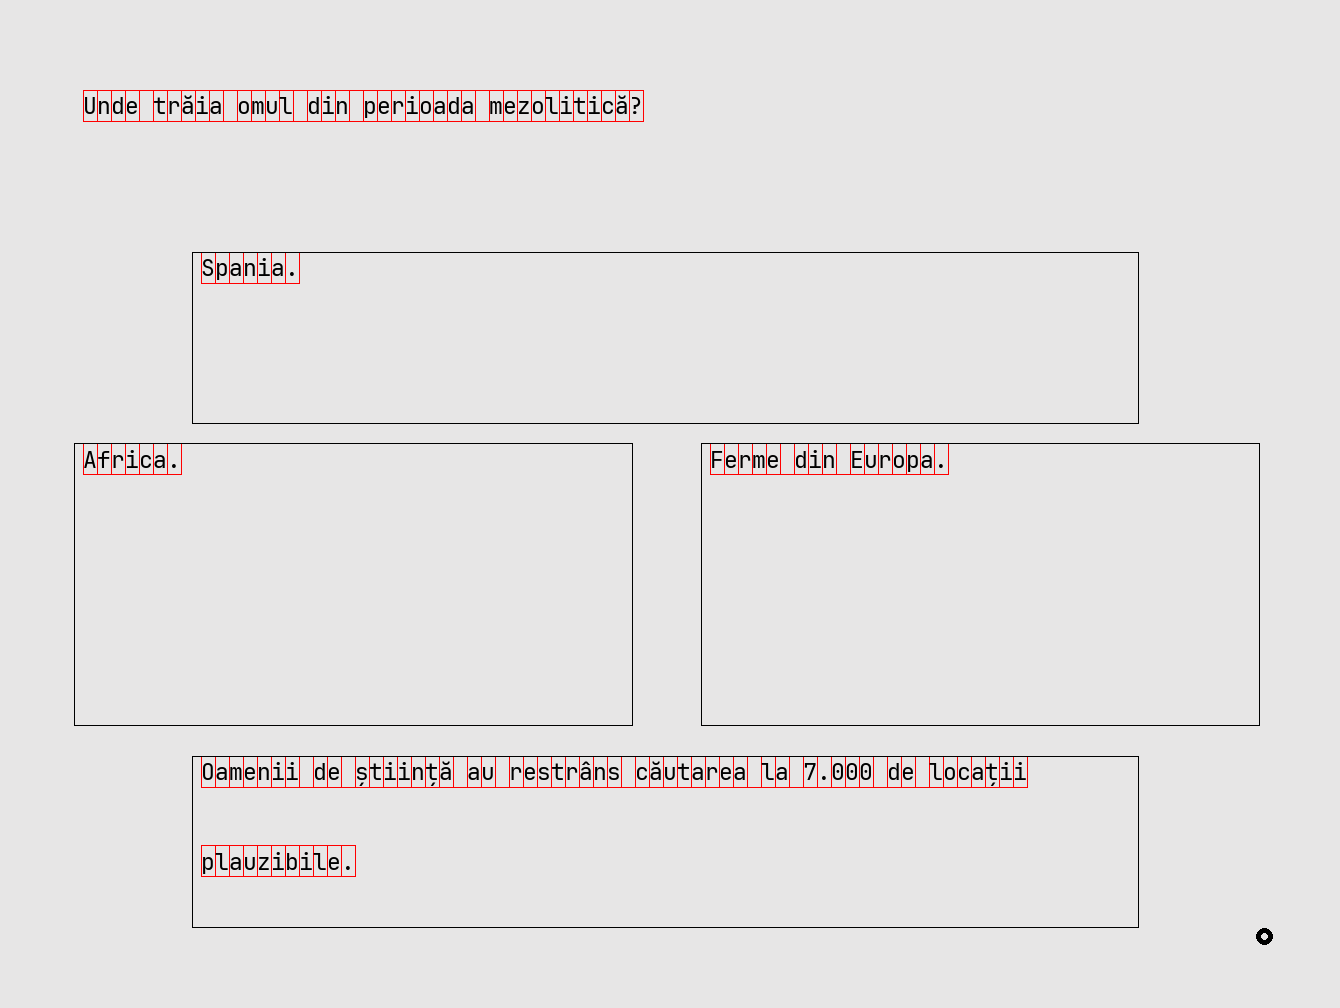 Unde trăia omul din perioada mezolitică?
Spania.
Africa.
Ferme din Europa.
Oamenii de știință au restrâns căutarea la 7.000 de locații
plauzibile.